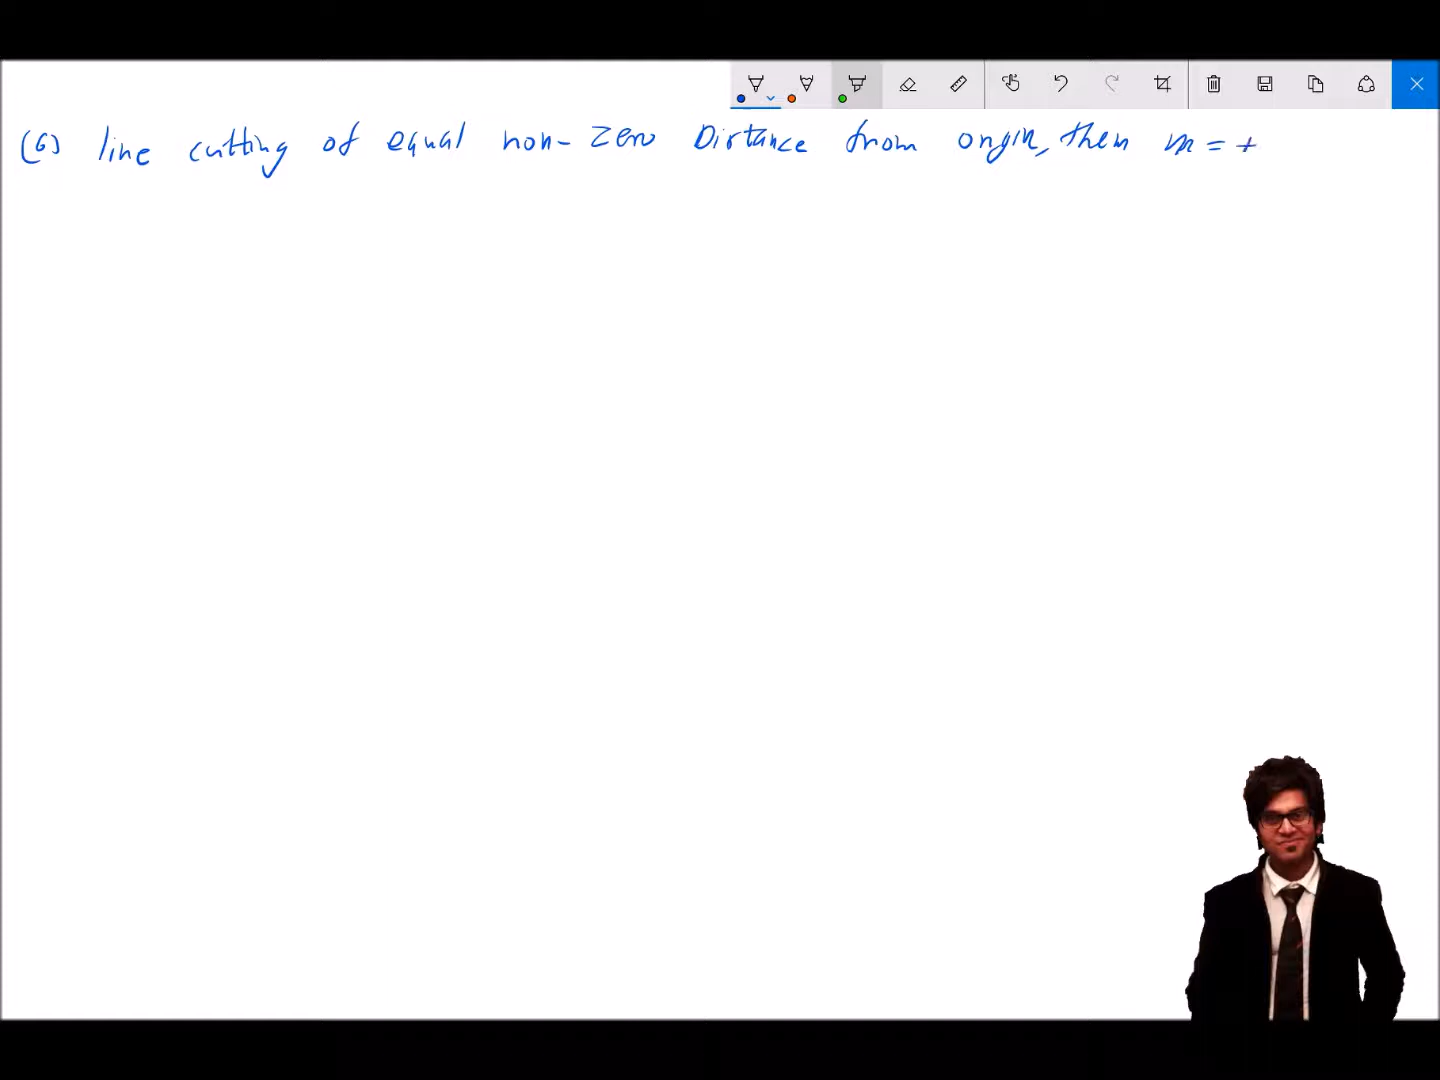 (6) line cutting of equal non-zero Distance from origin, then m = +